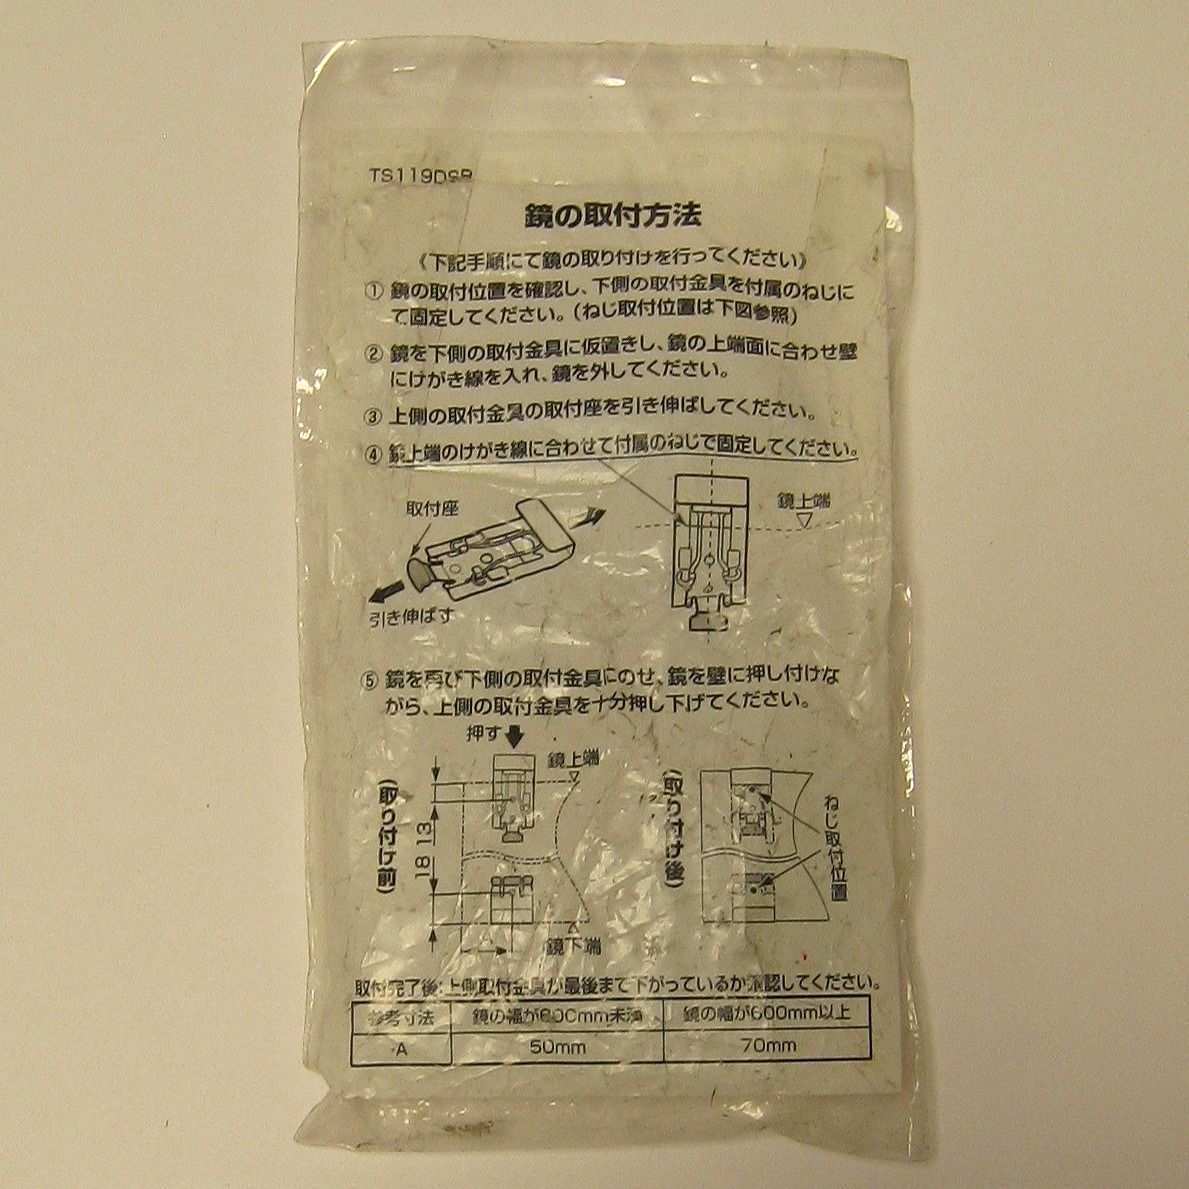 TS119DSR
鏡の取付方法
《下記手順にて鏡の取り付けを行ってください》
① 鏡の取付位置を確認し、下側の取付金具を付属のねじに
て固定してください。(ねじ取付位置は下図参照)
② 鏡を下側の取付金具に仮置きし、鏡の上端面に合わせ壁
にけがき線を入れ、鏡を外してください。
③ 上側の取付金具の取付座を引き伸ばしてください。
④ 鏡上端のけがき線に合わせて付属のねじで固定してください。
取付座
鏡上端
引き伸ばす
⑤ 鏡を再び下側の取付金具にのせ、鏡を壁に押し付けな
がら、上側の取付金具を十分押し下げてください。
押す
鏡上端
(取り付け前)
18 13
(取り付け後)
ねじ取付位置
A
鏡下端
取付完了後:上側取付金具が最後まで下がっているか確認してください。
参考寸法 鏡の幅が600mm未満 鏡の幅が600mm以上
A 50mm 70mm